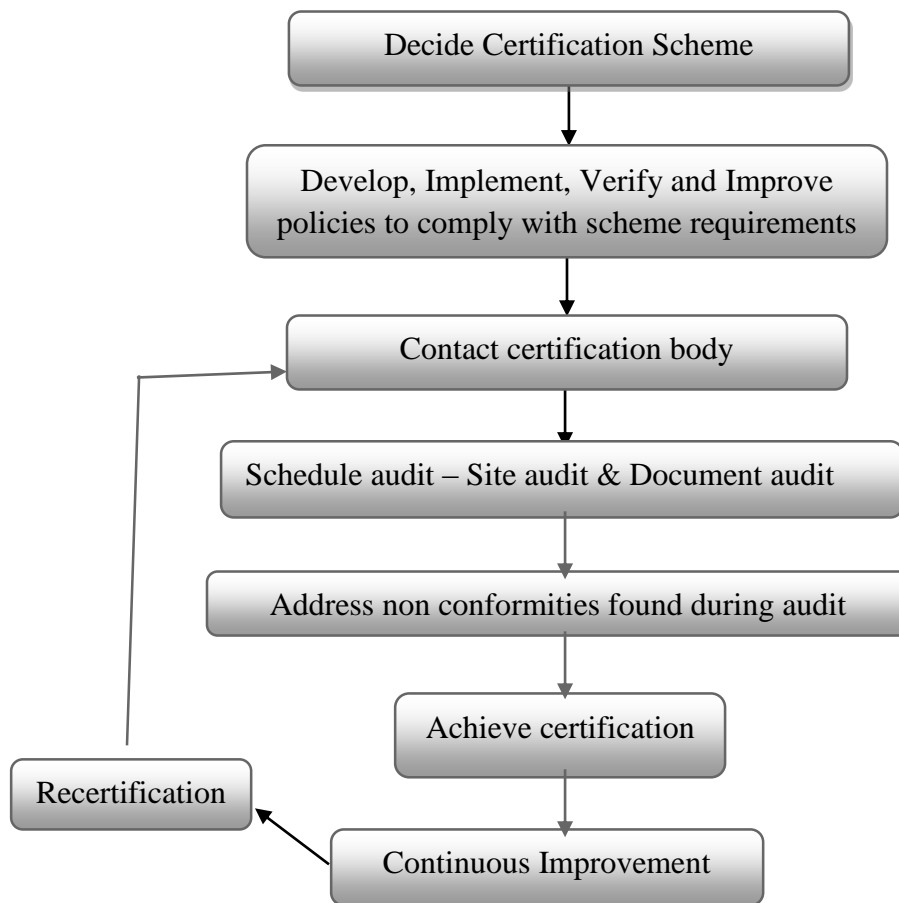 Decide Certification Scheme
Develop, Implement, Verify and Improve
policies to comply with scheme requirements
Contact certification body
Schedule audit – Site audit & Document audit
Address non conformities found during audit
Achieve certification
Recertification
Continuous Improvement